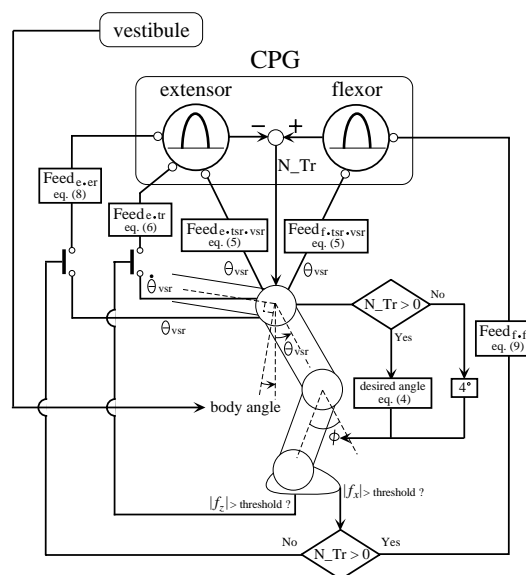 vestibule
CPG
extensor
flexor
− +
N_Tr
Feed e·er
eq. (8)
Feed e·tr
eq. (6)
Feed e·tsr·vsr
eq. (5)
Feed f·tsr·vsr
eq. (5)
θvsr
θvsr
θ̇vsr
θvsr
θvsr
N_Tr > 0
No
Yes
Feed f·f
eq. (9)
desired angle
eq. (4)
4°
body angle
ϕ
|fz| > threshold ?
|fx| > threshold ?
No
N_Tr > 0
Yes